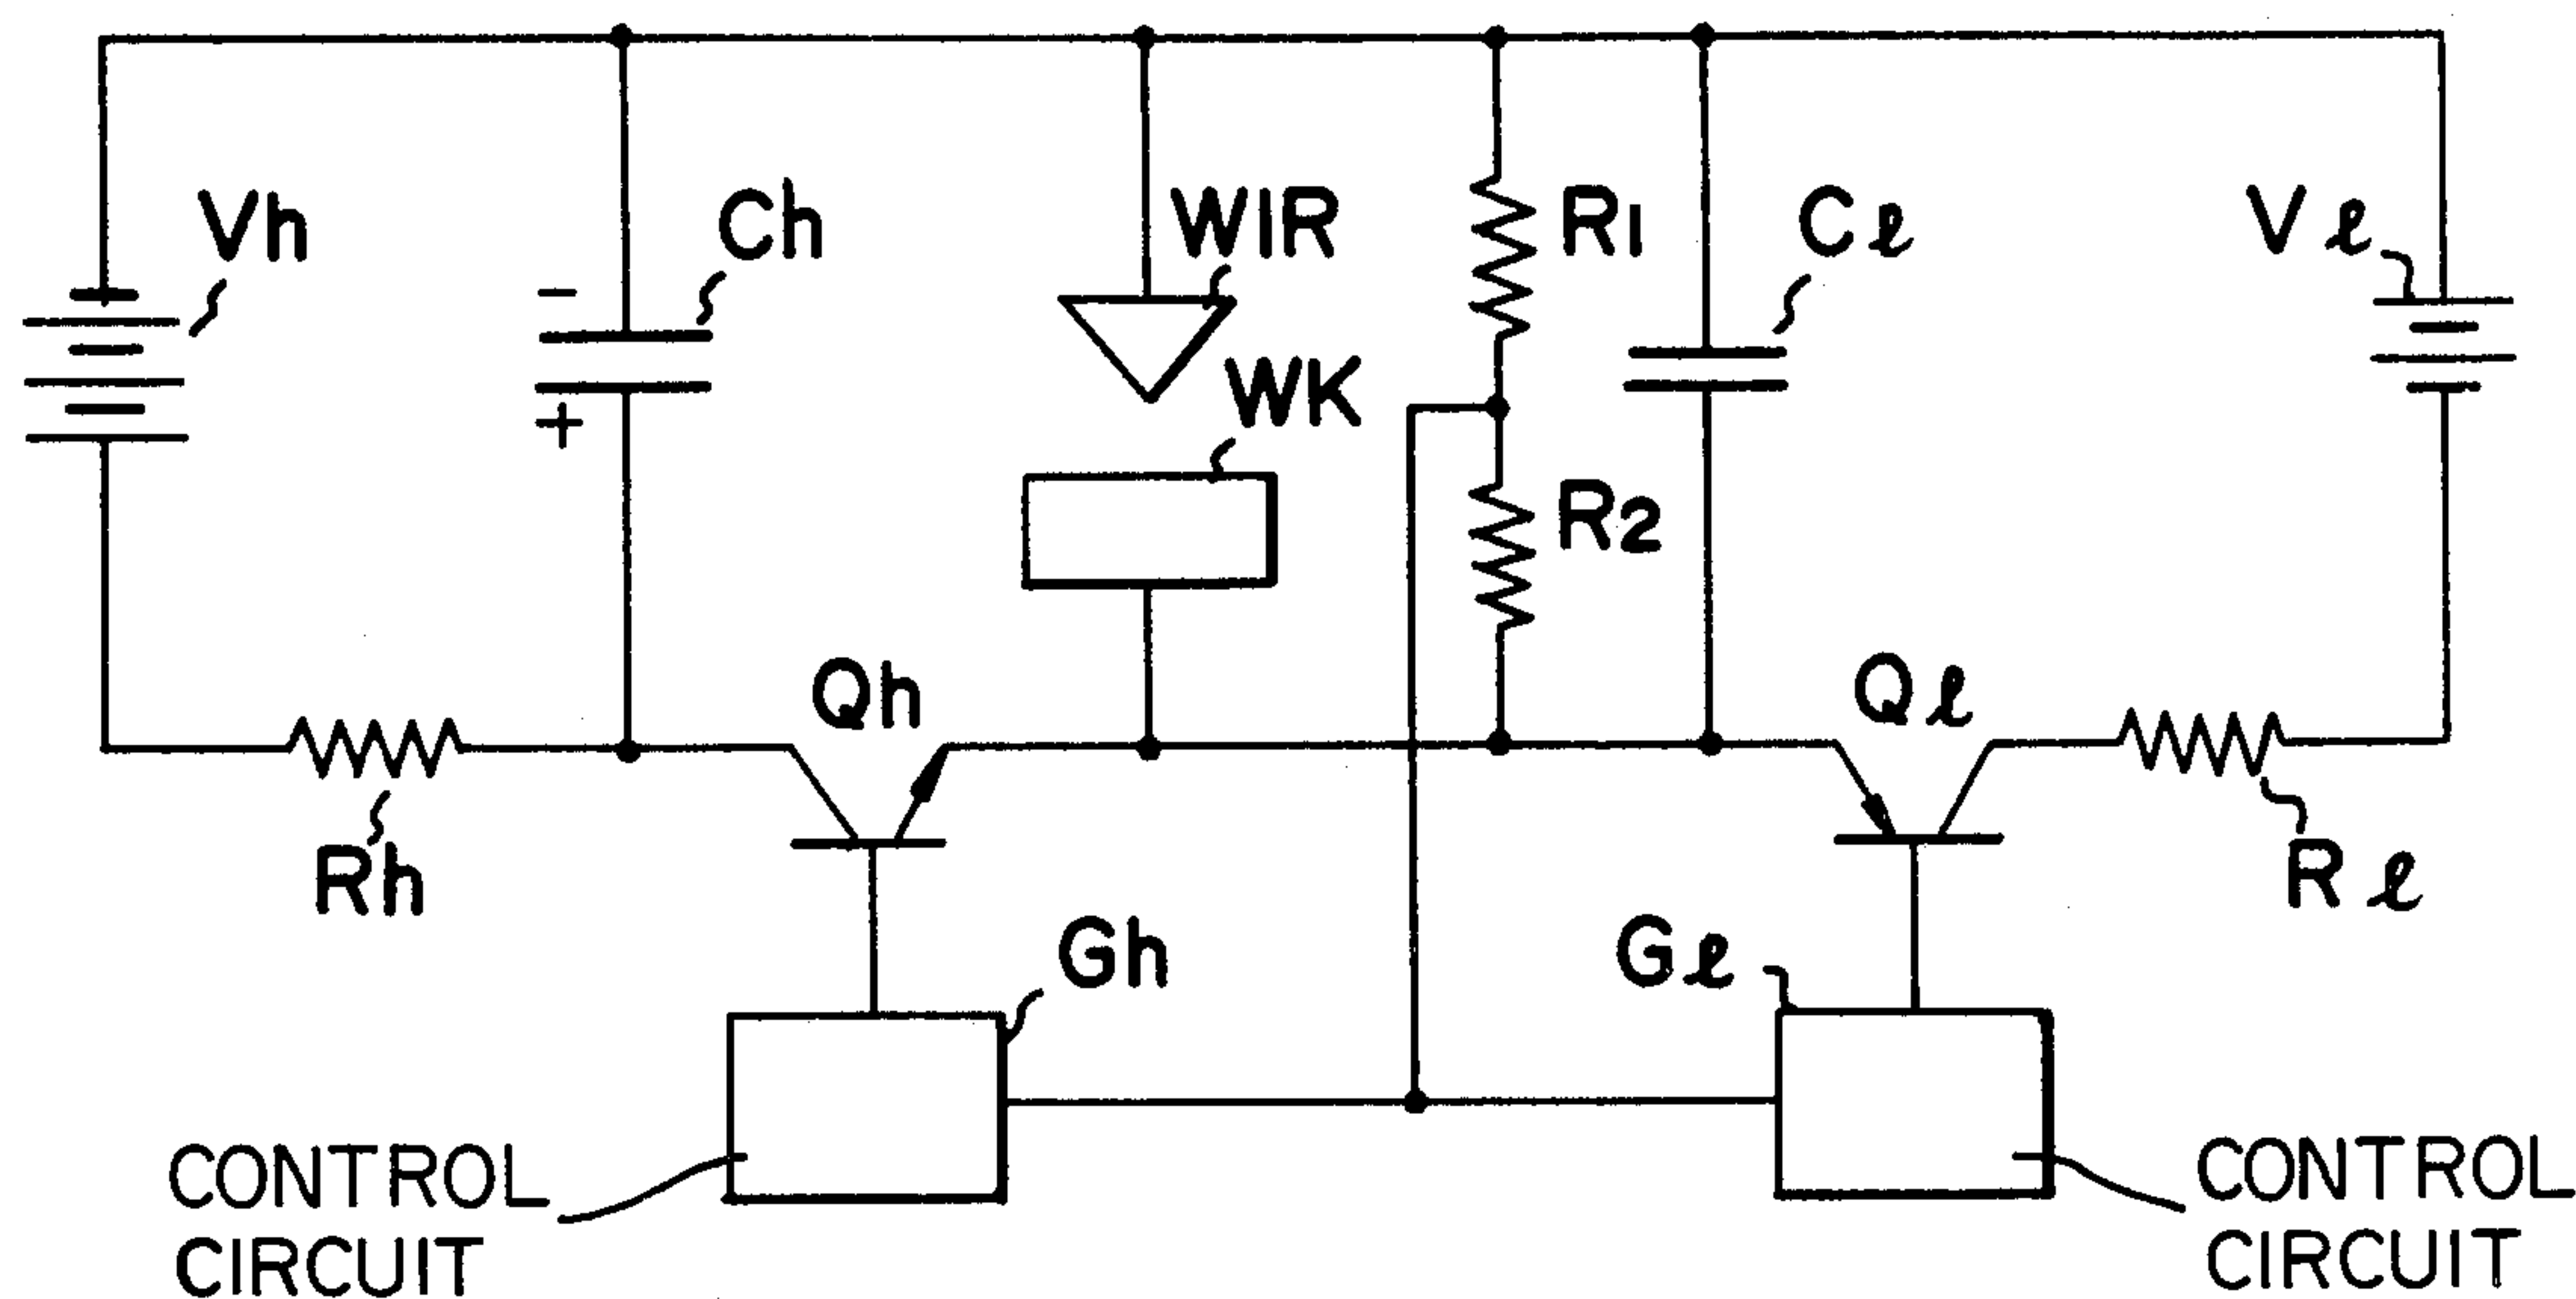 Vh
Ch
WIR
R1
Cℓ
Vℓ
−
+
WK
R2
Qh
Qℓ
Rh
Rℓ
Gh
Gℓ
CONTROL
CIRCUIT
CONTROL
CIRCUIT